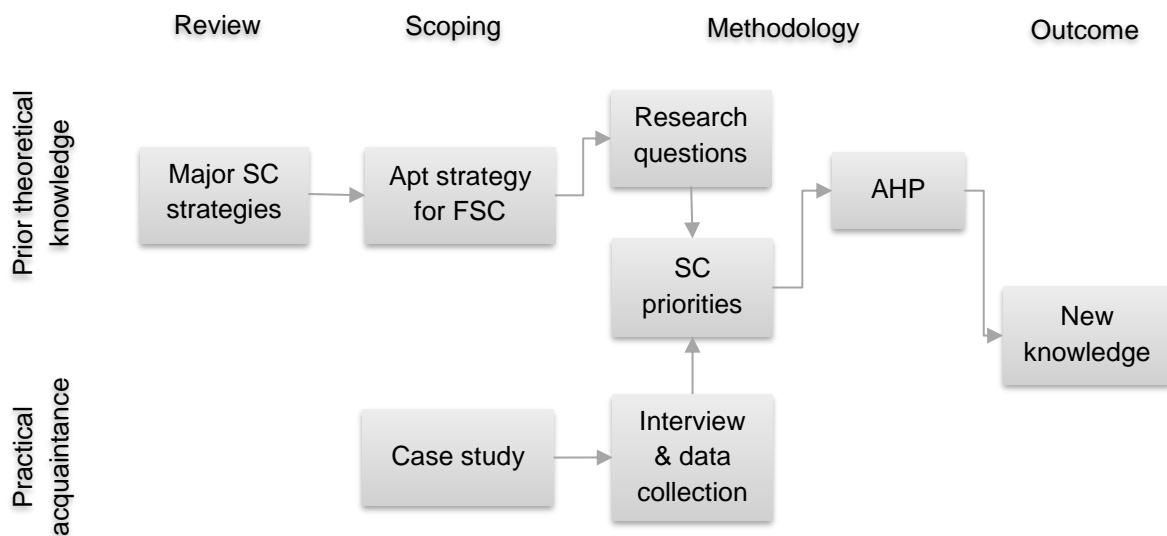 Review
Scoping
Methodology
Outcome
Prior theoretical
knowledge
Major SC
strategies
Apt strategy
for FSC
Research
questions
SC
priorities
AHP
New
knowledge
Practical
acquaintance
Case study
Interview
& data
collection